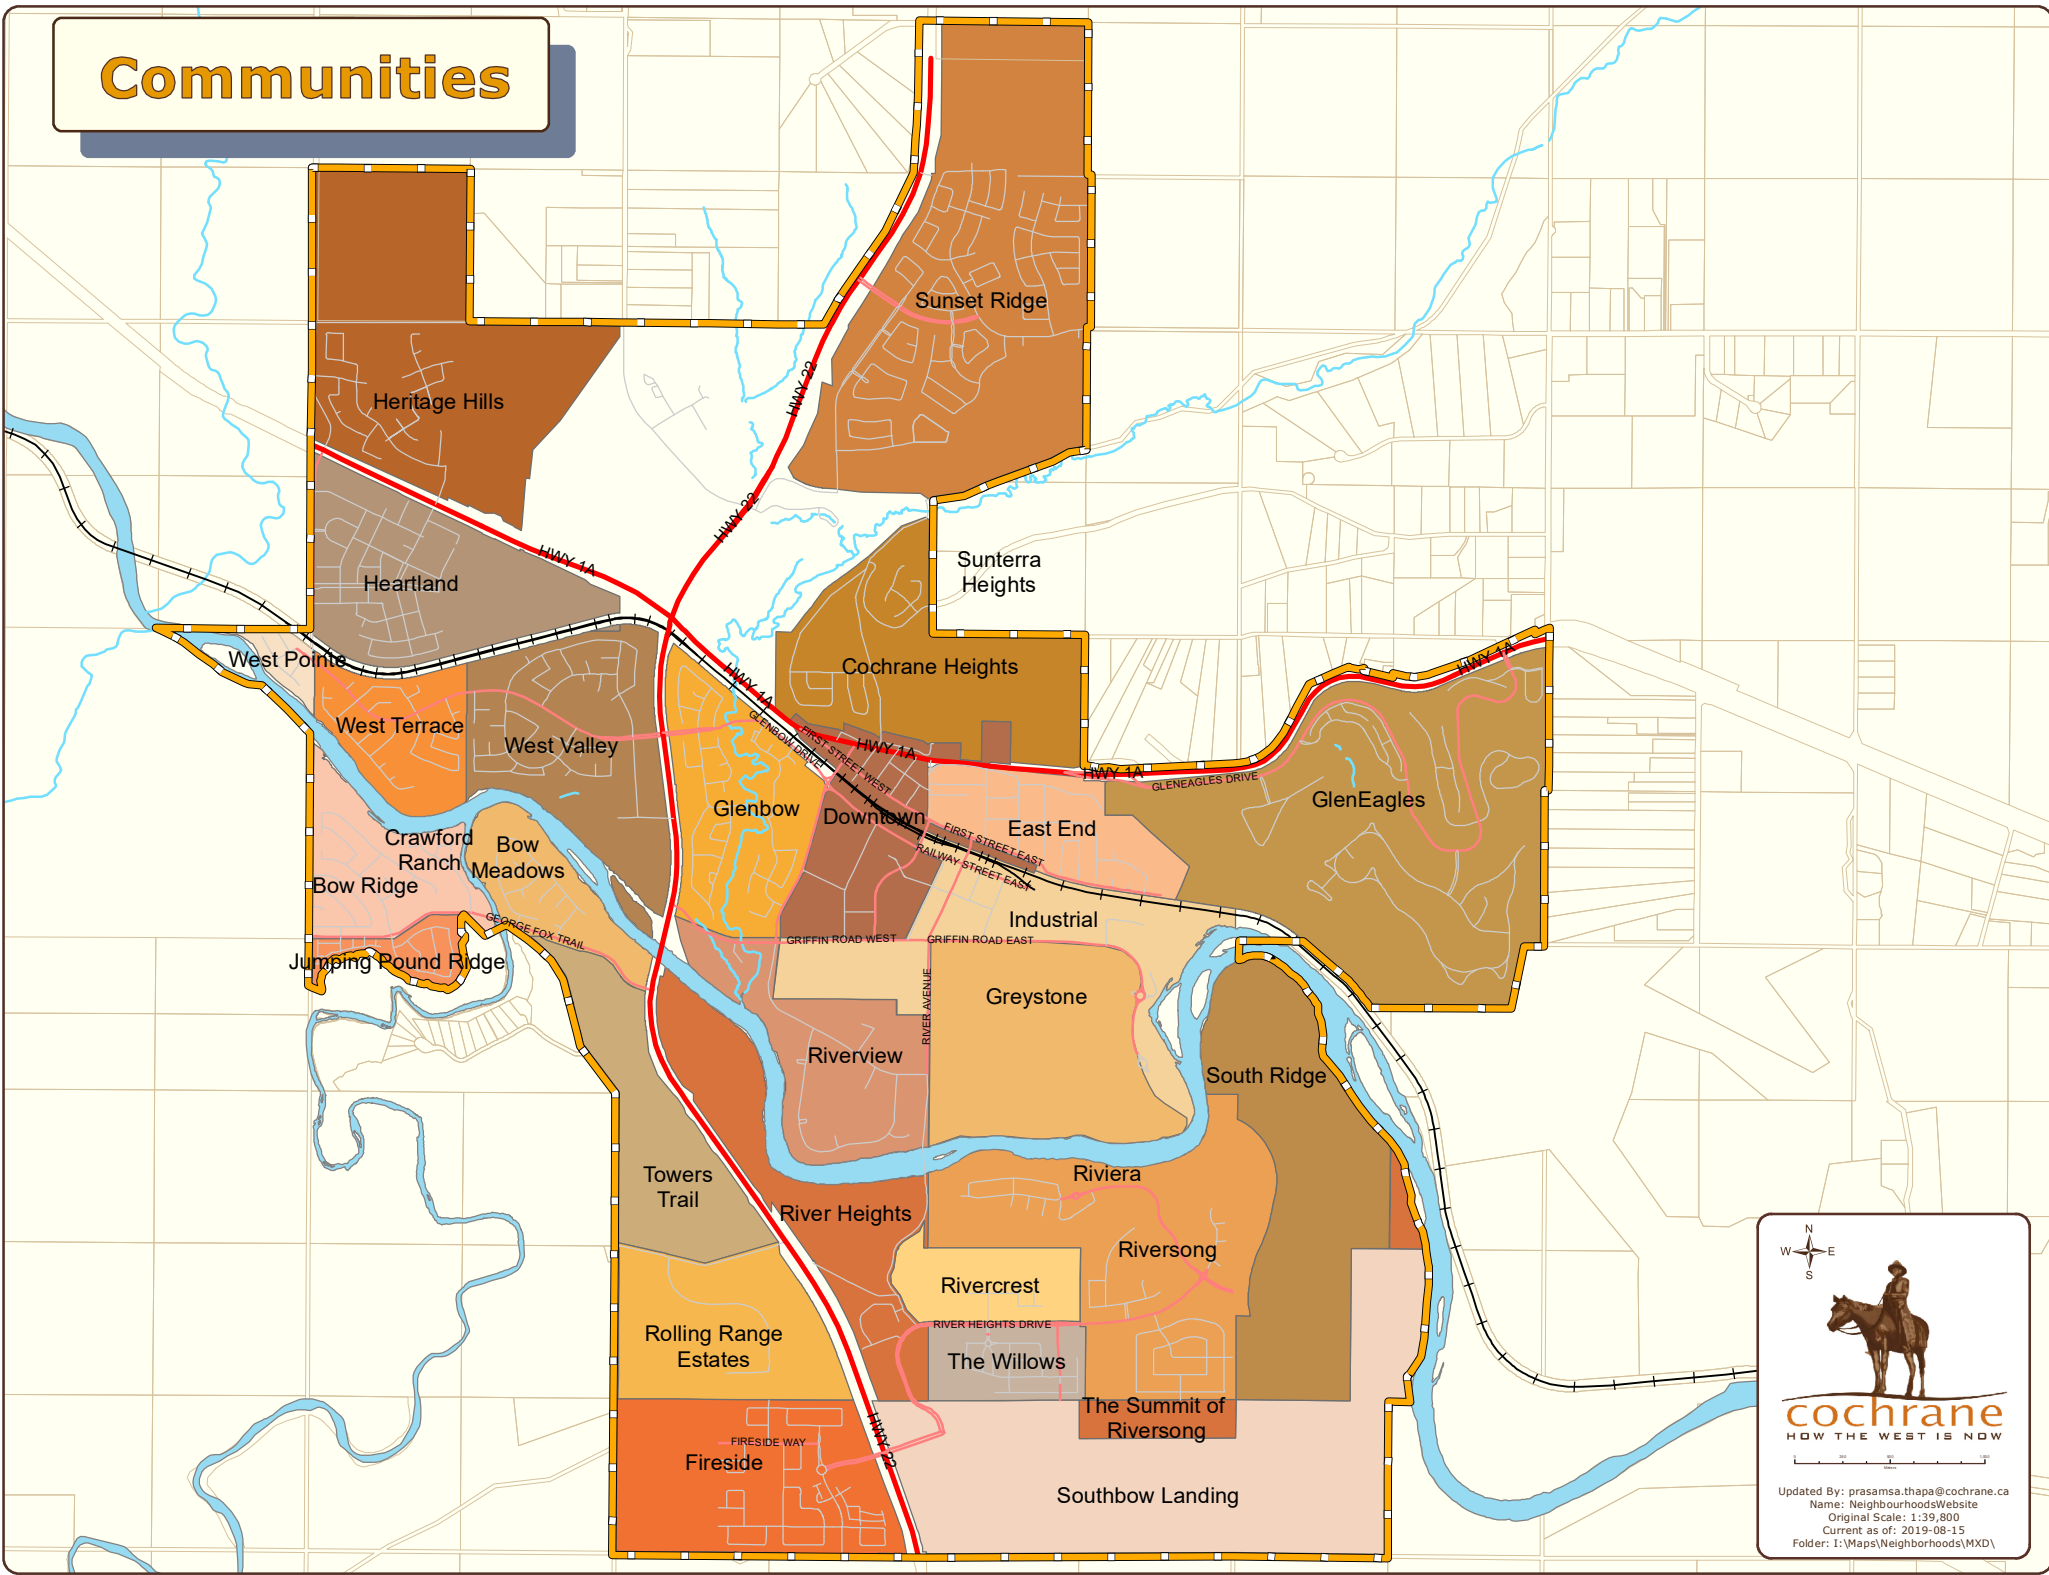 Communities
Sunset Ridge
HWY 22
Heritage Hills
HWY 22
HWY 1A
Sunterra
Heights
Heartland
West Pointe
Cochrane Heights
HWY 1A
HWY 1A
West Terrace
West Valley
GLENBOW DRIVE
FIRST STREET WEST
HWY 1A
HWY 1A
GLENEAGLES DRIVE
GlenEagles
Glenbow
Downtown
East End
FIRST STREET EAST
RAILWAY STREET EAST
Crawford
Ranch
Bow
Meadows
Bow Ridge
GEORGE FOX TRAIL
Industrial
GRIFFIN ROAD WEST
GRIFFIN ROAD EAST
Jumping Pound Ridge
RIVER AVENUE
Greystone
Riverview
South Ridge
Towers
Trail
Riviera
River Heights
Riversong
Rivercrest
RIVER HEIGHTS DRIVE
Rolling Range
Estates
The Willows
The Summit of
Riversong
HWY 22
FIRESIDE WAY
Fireside
Southbow Landing
N
W E
S
cochrane
HOW THE WEST IS NOW
Updated By: prasamsa.thapa@cochrane.ca
Name: NeighbourhoodsWebsite
Original Scale: 1:39,800
Current as of: 2019-08-15
Folder: I:\Maps\Neighborhoods\MXD\